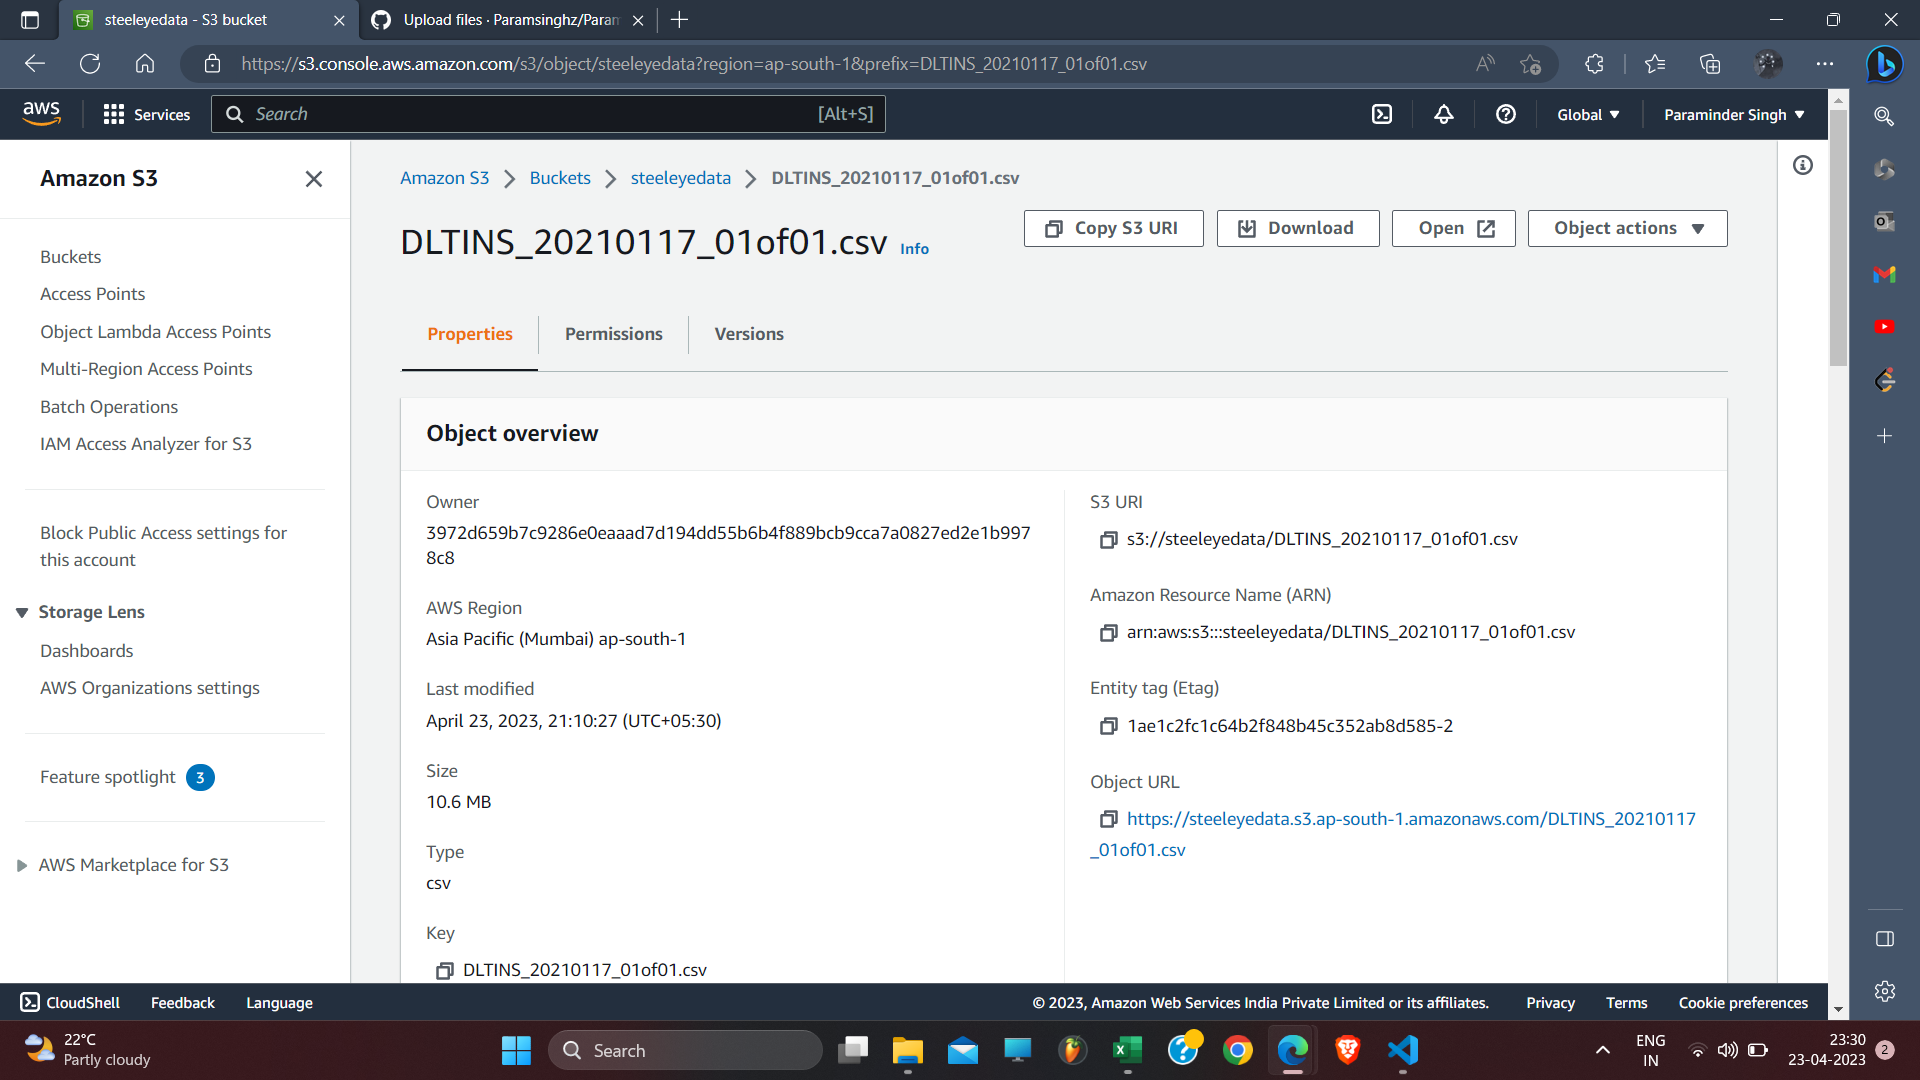 steeleyedata - S3 bucket
Upload files · Paramsinghz/Param
https://s3.console.aws.amazon.com/s3/object/steeleyedata?region=ap-south-1&prefix=DLTINS_20210117_01of01.csv
aws
Services
Search
[Alt+S]
Global
Paraminder Singh
Amazon S3
Buckets
Access Points
Object Lambda Access Points
Multi-Region Access Points
Batch Operations
IAM Access Analyzer for S3
Block Public Access settings for
this account
Storage Lens
Dashboards
AWS Organizations settings
Feature spotlight 3
AWS Marketplace for S3
Amazon S3 > Buckets > steeleyedata > DLTINS_20210117_01of01.csv
DLTINS_20210117_01of01.csv Info
Copy S3 URI
Download
Open
Object actions
Properties
Permissions
Versions
Object overview
Owner
3972d659b7c9286e0eaaad7d194dd55b6b4f889bcb9cca7a0827ed2e1b997
8c8
AWS Region
Asia Pacific (Mumbai) ap-south-1
Last modified
April 23, 2023, 21:10:27 (UTC+05:30)
Size
10.6 MB
Type
csv
Key
DLTINS_20210117_01of01.csv
S3 URI
s3://steeleyedata/DLTINS_20210117_01of01.csv
Amazon Resource Name (ARN)
arn:aws:s3:::steeleyedata/DLTINS_20210117_01of01.csv
Entity tag (Etag)
1ae1c2fc1c64b2f848b45c352ab8d585-2
Object URL
https://steeleyedata.s3.ap-south-1.amazonaws.com/DLTINS_20210117
_01of01.csv
CloudShell
Feedback
Language
© 2023, Amazon Web Services India Private Limited or its affiliates.
Privacy
Terms
Cookie preferences
22°C
Partly cloudy
Search
ENG
IN
23:30
23-04-2023
2